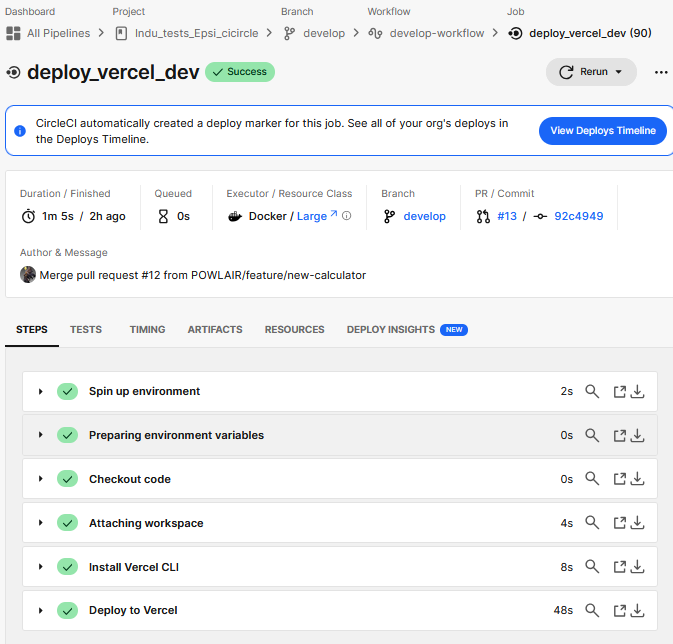 Dashboard Branch Workflow Job
All Pipelines Indu_tests_Epsi_cicircle develop develop-workflow deploy_vercel_dev (90)
deploy_vercel_dev Success Rerun
CircleCI automatically created a deploy marker for this job. See all of your org's deploys in
the Deploys Timeline.
View Deploys Timeline
Duration / Finished Queued Executor / Resource Class Branch PR / Commit
1m 5s / 2h ago 0s Docker / Large develop #13 / 92c4949
Author & Message
Merge pull request #12 from POWLAIR/feature/new-calculator
STEPS TESTS TIMING ARTIFACTS RESOURCES DEPLOY INSIGHTS NEW
Spin up environment 2s
Preparing environment variables 0s
Checkout code 0s
Attaching workspace 4s
Install Vercel CLI 8s
Deploy to Vercel 48s